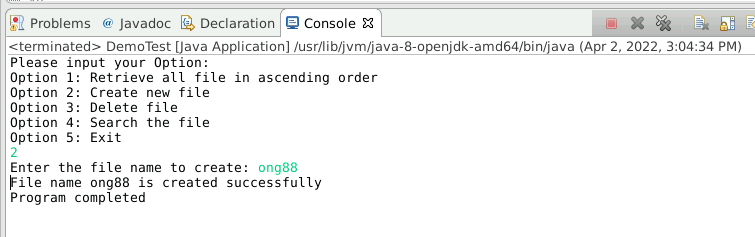 Problems @ Javadoc Declaration Console
<terminated> DemoTest [Java Application] /usr/lib/jvm/java-8-openjdk-amd64/bin/java (Apr 2, 2022, 3:04:34 PM)
Please input your Option:
Option 1: Retrieve all file in ascending order
Option 2: Create new file
Option 3: Delete file
Option 4: Search the file
Option 5: Exit
2
Enter the file name to create: ong88
File name ong88 is created successfully
Program completed